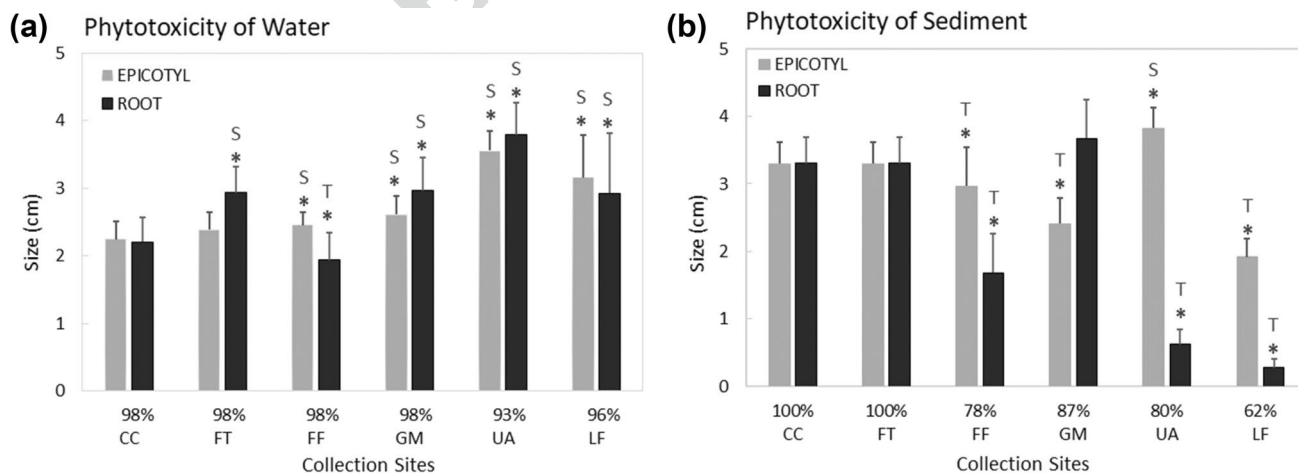 (a) Phytotoxicity of Water
5
EPICOTYL
ROOT
S S
S S
S
S S
S T
4
3
2
1
0
Size (cm)
* * * * * * * * *
98% 98% 98% 98% 93% 96%
CC FT FF GM UA LF
Collection Sites
(b) Phytotoxicity of Sediment
5
EPICOTYL
ROOT
S
T
T
T
T
T
T
4
3
2
1
0
Size (cm)
* * * * * * *
100% 100% 78% 87% 80% 62%
CC FT FF GM UA LF
Collection Sites